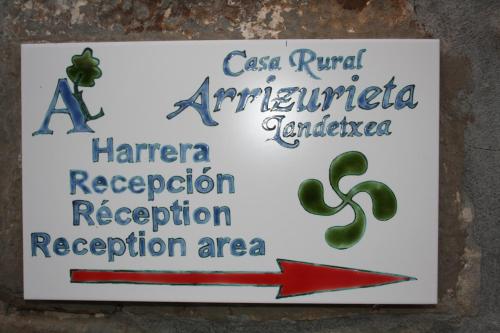 A
Casa Rural
Arrizurieta
Landetxea
Harrera
Recepción
Réception
Reception area